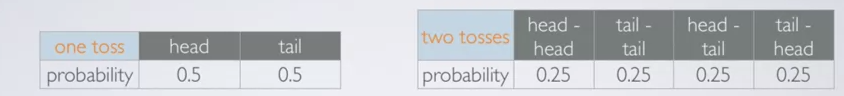 one toss head tail
probability 0.5 0.5
two tosses head - head tail - tail head - tail tail - head
probability 0.25 0.25 0.25 0.25